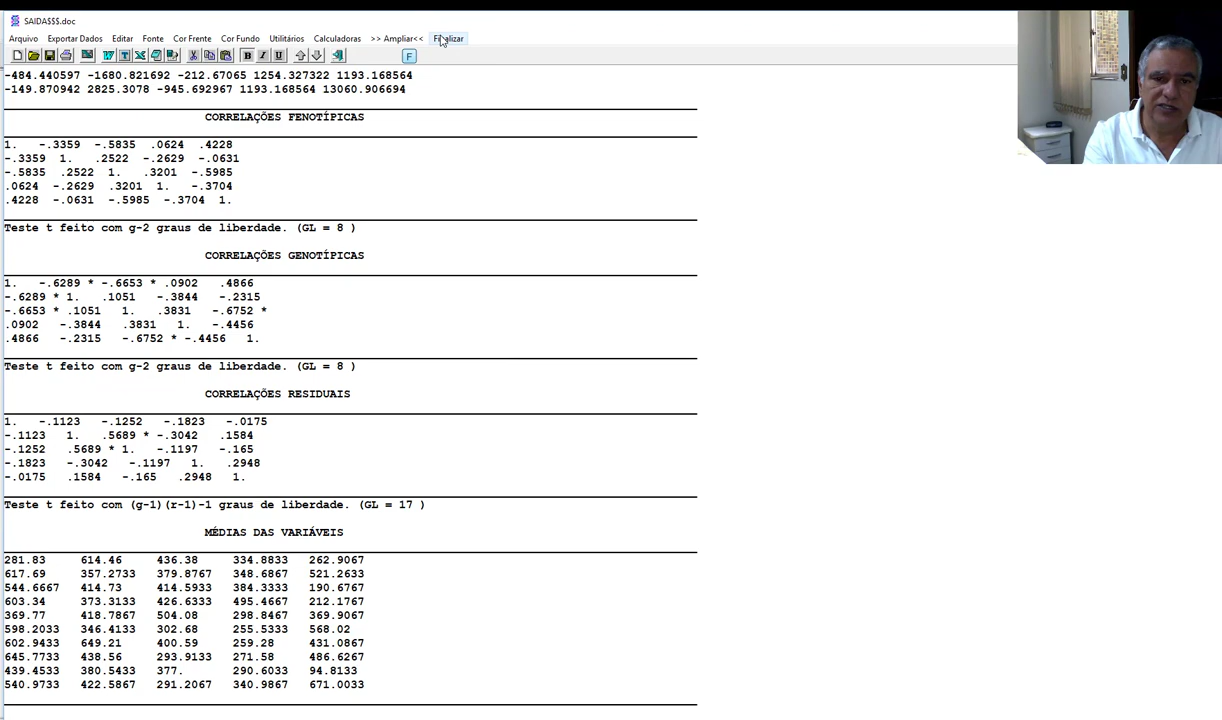 SAIDA$$$.doc
Arquivo Exportar Dados Editar Fonte Cor Frente Cor Fundo Utilitários Calculadoras >> Ampliar<< Finalizar
W T X B I U F
-484.440597 -1680.821692 -212.67065 1254.327322 1193.168564
-149.870942 2825.3078 -945.692967 1193.168564 13060.906694
CORRELAÇÕES FENOTÍPICAS
1. -.3359 -.5835 .0624 .4228
-.3359 1. .2522 -.2629 -.0631
-.5835 .2522 1. .3201 -.5985
.0624 -.2629 .3201 1. -.3704
.4228 -.0631 -.5985 -.3704 1.
Teste t feito com g-2 graus de liberdade. (GL = 8 )
CORRELAÇÕES GENOTÍPICAS
1. -.6289 * -.6653 * .0902 .4866
-.6289 * 1. .1051 -.3844 -.2315
-.6653 * .1051 1. .3831 -.6752 *
.0902 -.3844 .3831 1. -.4456
.4866 -.2315 -.6752 * -.4456 1.
Teste t feito com g-2 graus de liberdade. (GL = 8 )
CORRELAÇÕES RESIDUAIS
1. -.1123 -.1252 -.1823 -.0175
-.1123 1. .5689 * -.3042 .1584
-.1252 .5689 * 1. -.1197 -.165
-.1823 -.3042 -.1197 1. .2948
-.0175 .1584 -.165 .2948 1.
Teste t feito com (g-1)(r-1)-1 graus de liberdade. (GL = 17 )
MÉDIAS DAS VARIÁVEIS
281.83 614.46 436.38 334.8833 262.9067
617.69 357.2733 379.8767 348.6867 521.2633
544.6667 414.73 414.5933 384.3333 190.6767
603.34 373.3133 426.6333 495.4667 212.1767
369.77 418.7867 504.08 298.8467 369.9067
598.2033 346.4133 302.68 255.5333 568.02
602.9433 649.21 400.59 259.28 431.0867
645.7733 438.56 293.9133 271.58 486.6267
439.4533 380.5433 377. 290.6033 94.8133
540.9733 422.5867 291.2067 340.9867 671.0033